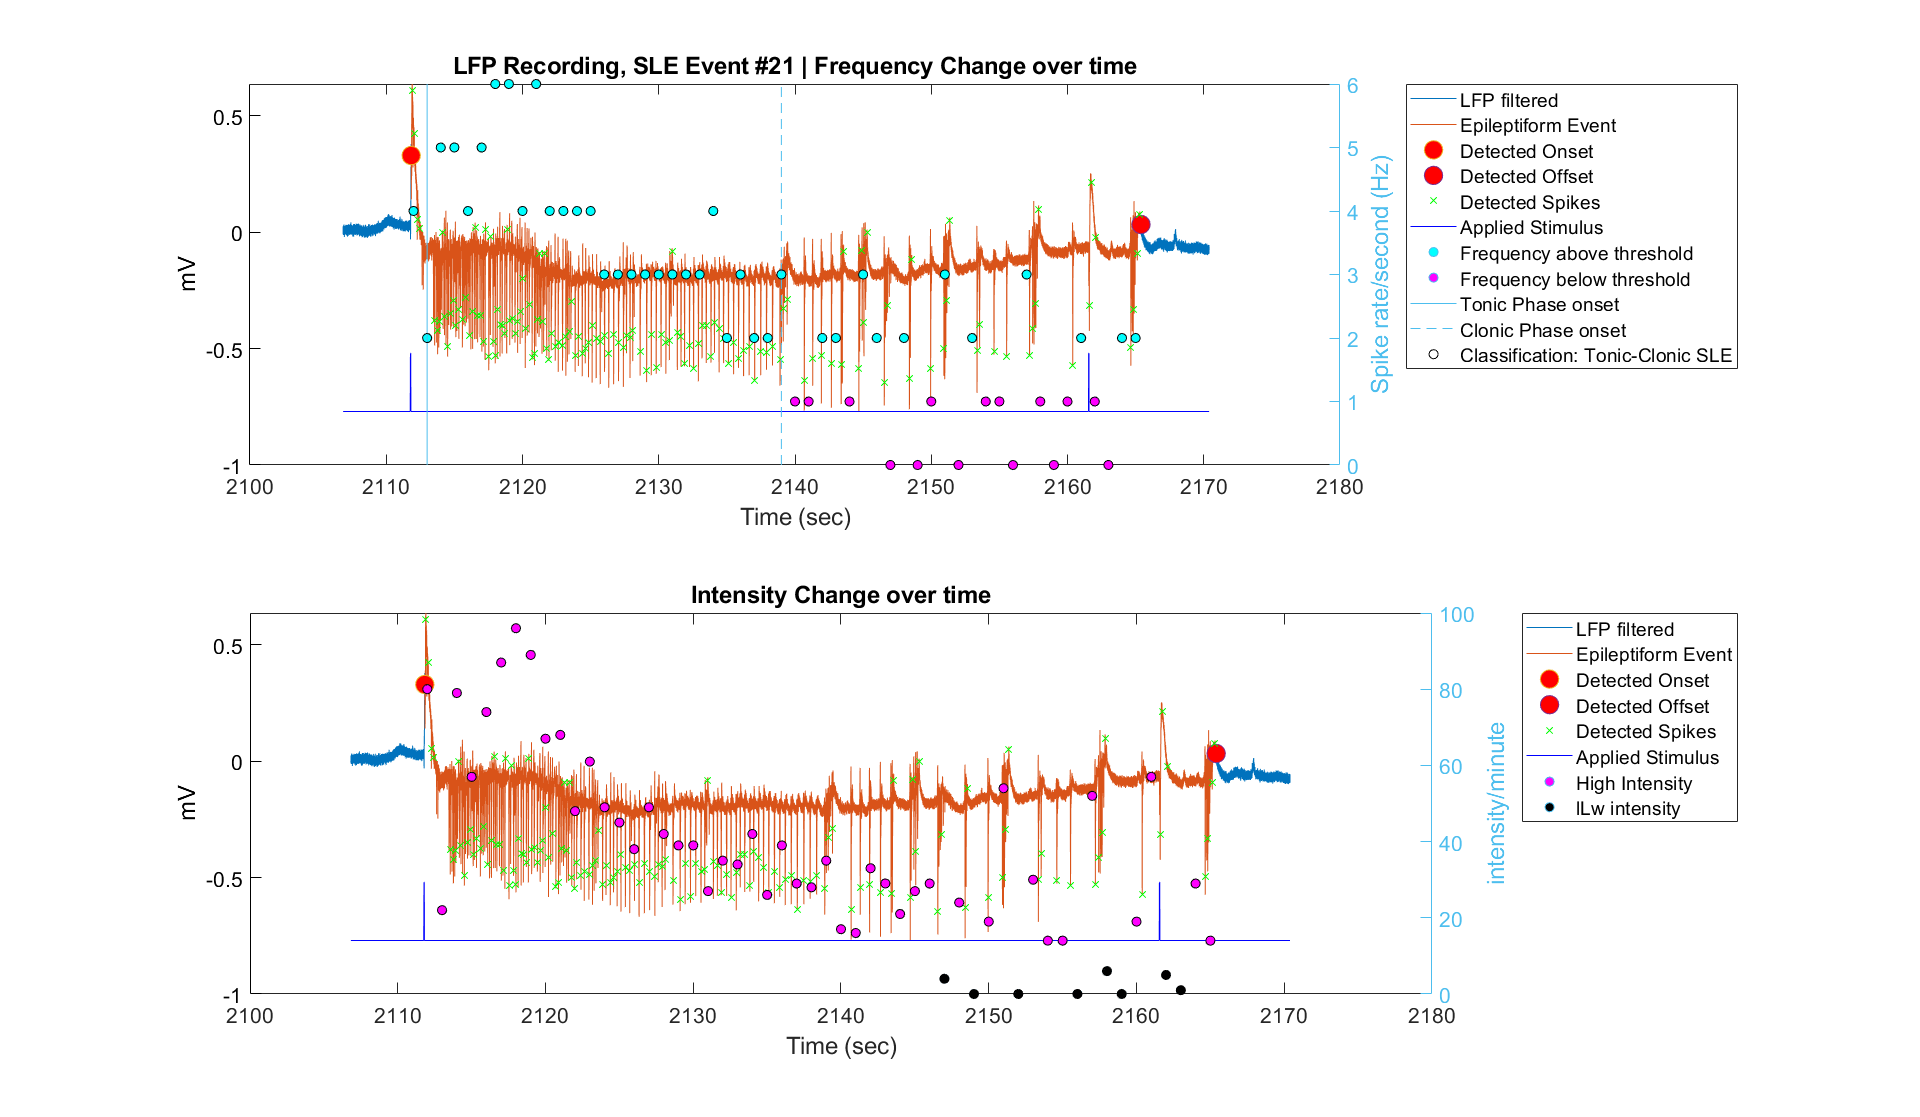 LFP Recording, SLE Event #21 | Frequency Change over time
0.5
0
-0.5
-1
mV
2100 2110 2120 2130 2140 2150 2160 2170 2180
Time (sec)
6
5
4
3
2
1
0
Spike rate/second (Hz)
LFP filtered
Epileptiform Event
Detected Onset
Detected Offset
Detected Spikes
Applied Stimulus
Frequency above threshold
Frequency below threshold
Tonic Phase onset
Clonic Phase onset
Classification: Tonic-Clonic SLE
Intensity Change over time
0.5
0
-0.5
-1
mV
2100 2110 2120 2130 2140 2150 2160 2170 2180
Time (sec)
100
80
60
40
20
0
intensity/minute
LFP filtered
Epileptiform Event
Detected Onset
Detected Offset
Detected Spikes
Applied Stimulus
High Intensity
lLw intensity